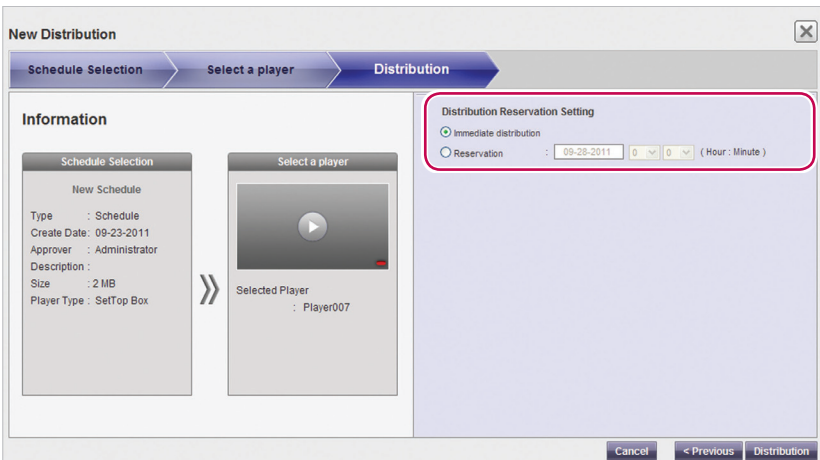 New Distribution
Schedule Selection
Select a player
Distribution
Information
Schedule Selection
New Schedule
Type : Schedule
Create Date: 09-23-2011
Approver : Administrator
Description :
Size : 2 MB
Player Type : SetTop Box
Select a player
Selected Player
: Player007
Distribution Reservation Setting
Immediate distribution
Reservation : 09-28-2011 0 0 ( Hour : Minute )
Cancel
< Previous
Distribution